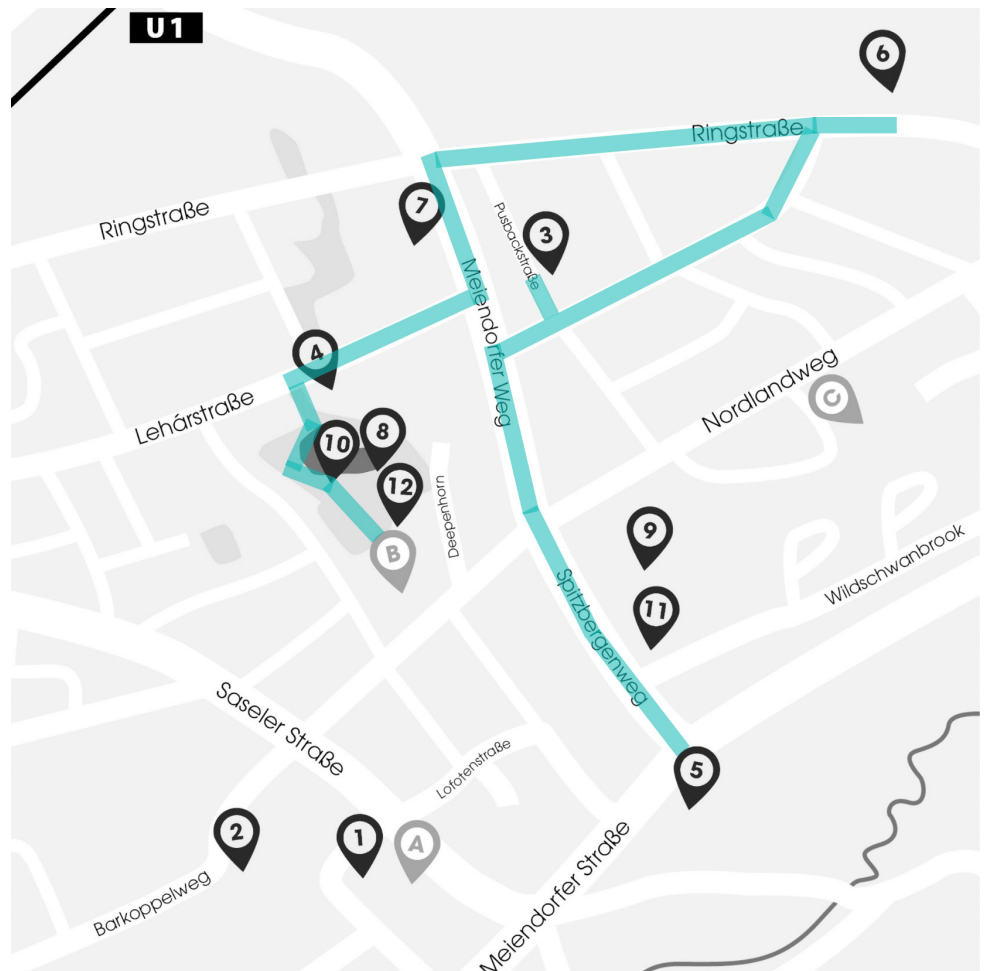 U1
6
Ringstraße
7
Ringstraße
3
Pusbackstraße
Meiendorfer Weg
4
Lehárstraße
Nordlandweg
C
10
8
12
B
Deepenhorn
9
11
Wildschwanbrook
Spitzbergenweg
Saseler Straße
Lofotenstraße
5
2
1
A
Barkoppelweg
Meiendorfer Straße